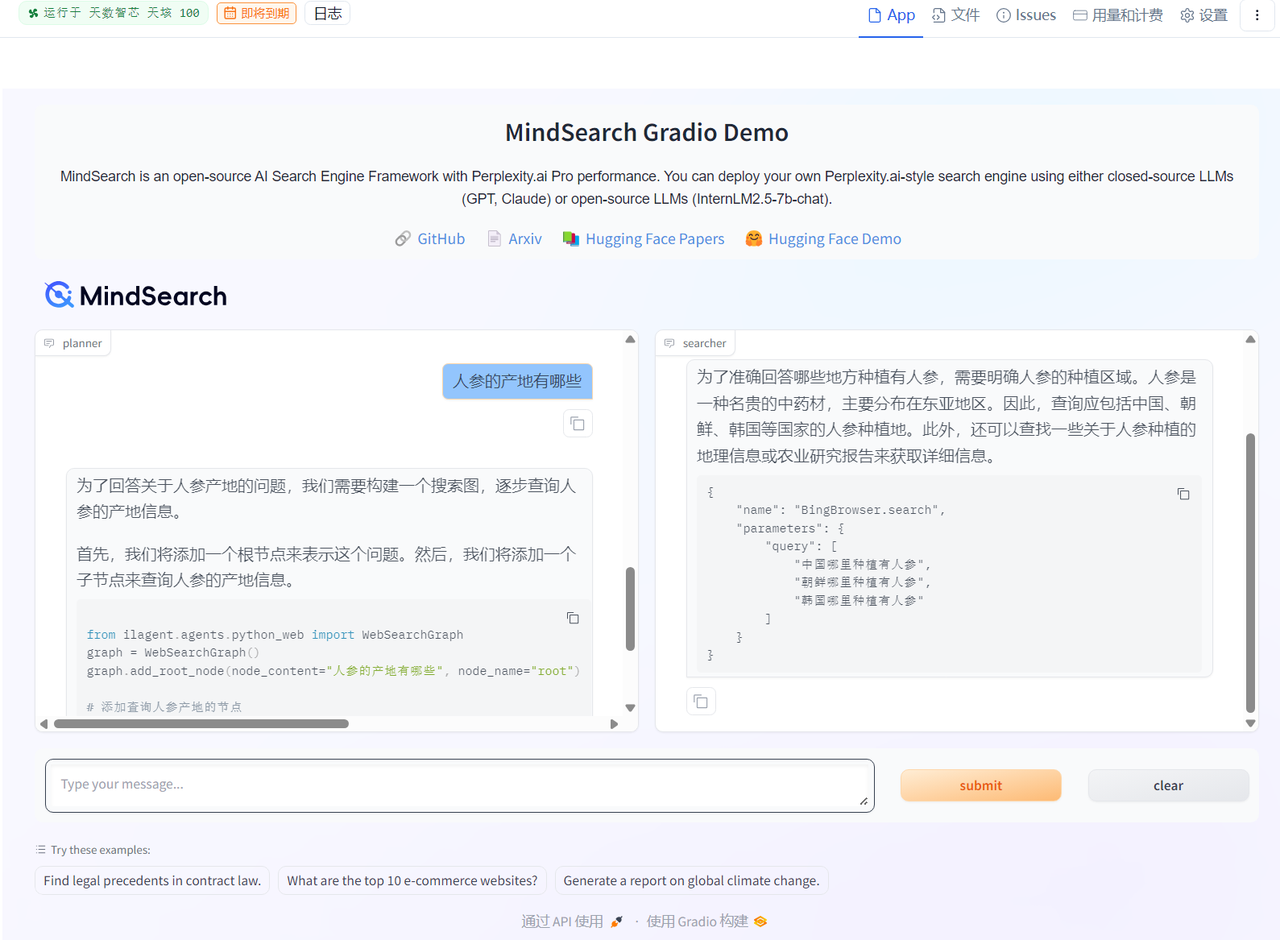 运行于 天数智芯 天垓 100 即将到期 日志 App 文件 Issues 用量和计费 设置
MindSearch Gradio Demo
MindSearch is an open-source AI Search Engine Framework with Perplexity.ai Pro performance. You can deploy your own Perplexity.ai-style search engine using either closed-source LLMs
(GPT, Claude) or open-source LLMs (InternLM2.5-7b-chat).
GitHub Arxiv Hugging Face Papers Hugging Face Demo
MindSearch
planner
人参的产地有哪些
为了回答关于人参产地的问题，我们需要构建一个搜索图，逐步查询人
参的产地信息。
首先，我们将添加一个根节点来表示这个问题。然后，我们将添加一个
子节点来查询人参的产地信息。
from ilagent.agents.python_web import WebSearchGraph
graph = WebSearchGraph()
graph.add_root_node(node_content="人参的产地有哪些", node_name="root")
# 添加查询人参产地的节点
searcher
为了准确回答哪些地方种植有人参，需要明确人参的种植区域。人参是
一种名贵的中药材，主要分布在东亚地区。因此，查询应包括中国、朝
鲜、韩国等国家的人参种植地。此外，还可以查找一些关于人参种植的
地理信息或农业研究报告来获取详细信息。
{
"name": "BingBrowser.search",
"parameters": {
"query": [
"中国哪里种植有人参",
"朝鲜哪里种植有人参",
"韩国哪里种植有人参"
]
}
}
Type your message...
submit
clear
Try these examples:
Find legal precedents in contract law. What are the top 10 e-commerce websites? Generate a report on global climate change.
通过 API 使用 · 使用 Gradio 构建